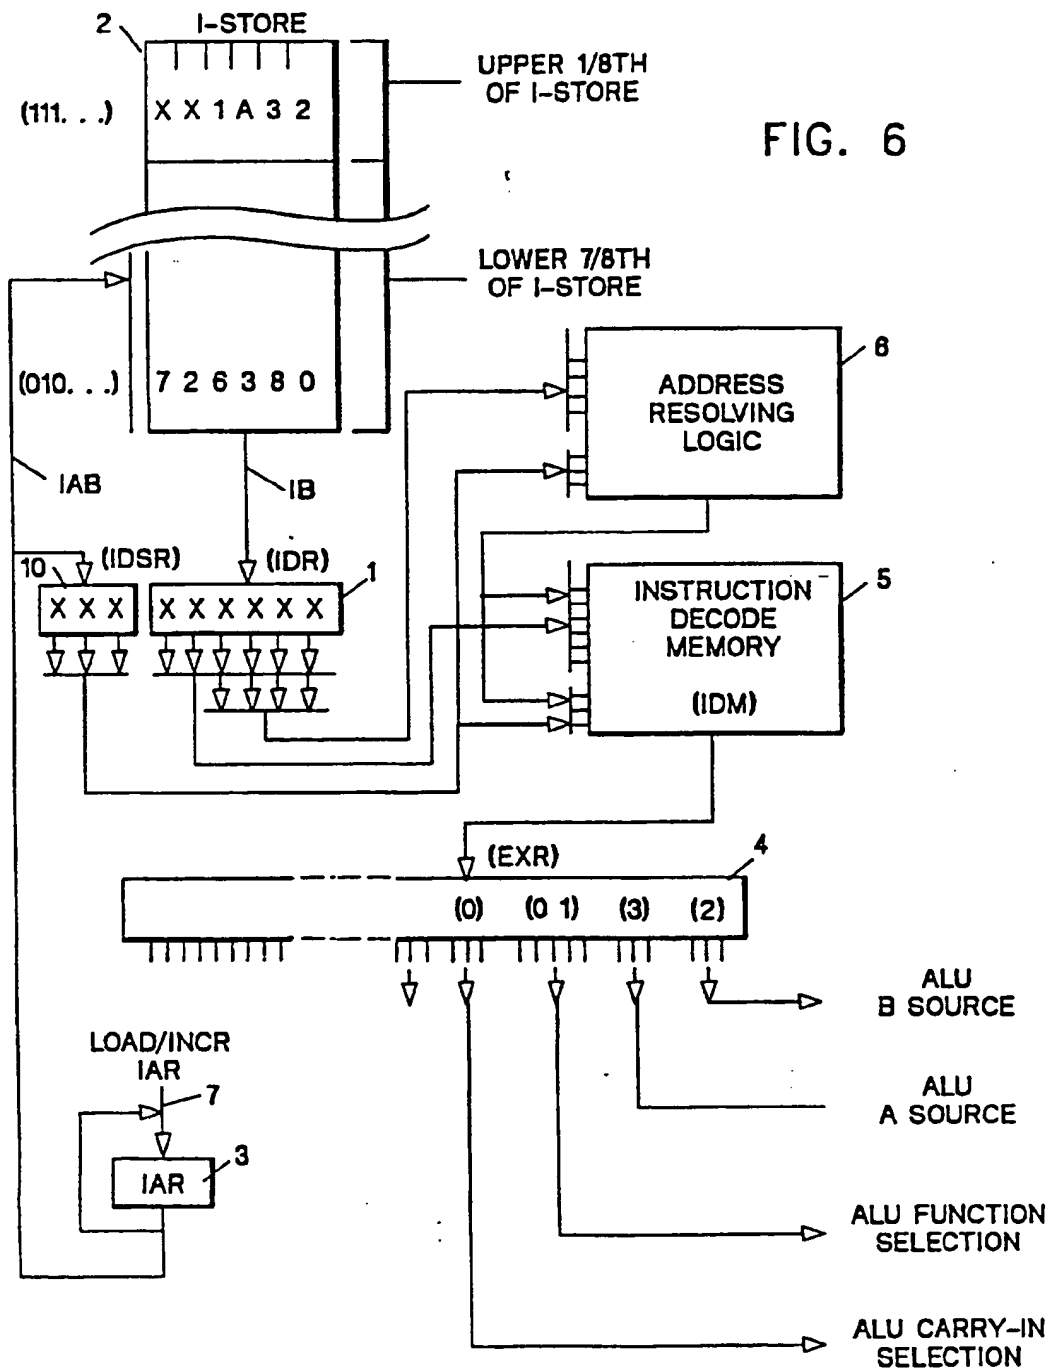 I-STORE
2
UPPER 1/8TH
OF I-STORE
(111. . .)
X X 1 A 3 2
FIG. 6
LOWER 7/8TH
OF I-STORE
(010. . .)
7 2 6 3 8 0
6
ADDRESS
RESOLVING
LOGIC
IAB
IB
(IDSR)
(IDR)
10
1
X X X
X X X X X X
5
INSTRUCTION
DECODE
MEMORY
(IDM)
(EXR)
4
(0) (0 1) (3) (2)
ALU
B SOURCE
LOAD/INCR
IAR
7
ALU
A SOURCE
3
IAR
ALU FUNCTION
SELECTION
ALU CARRY-IN
SELECTION